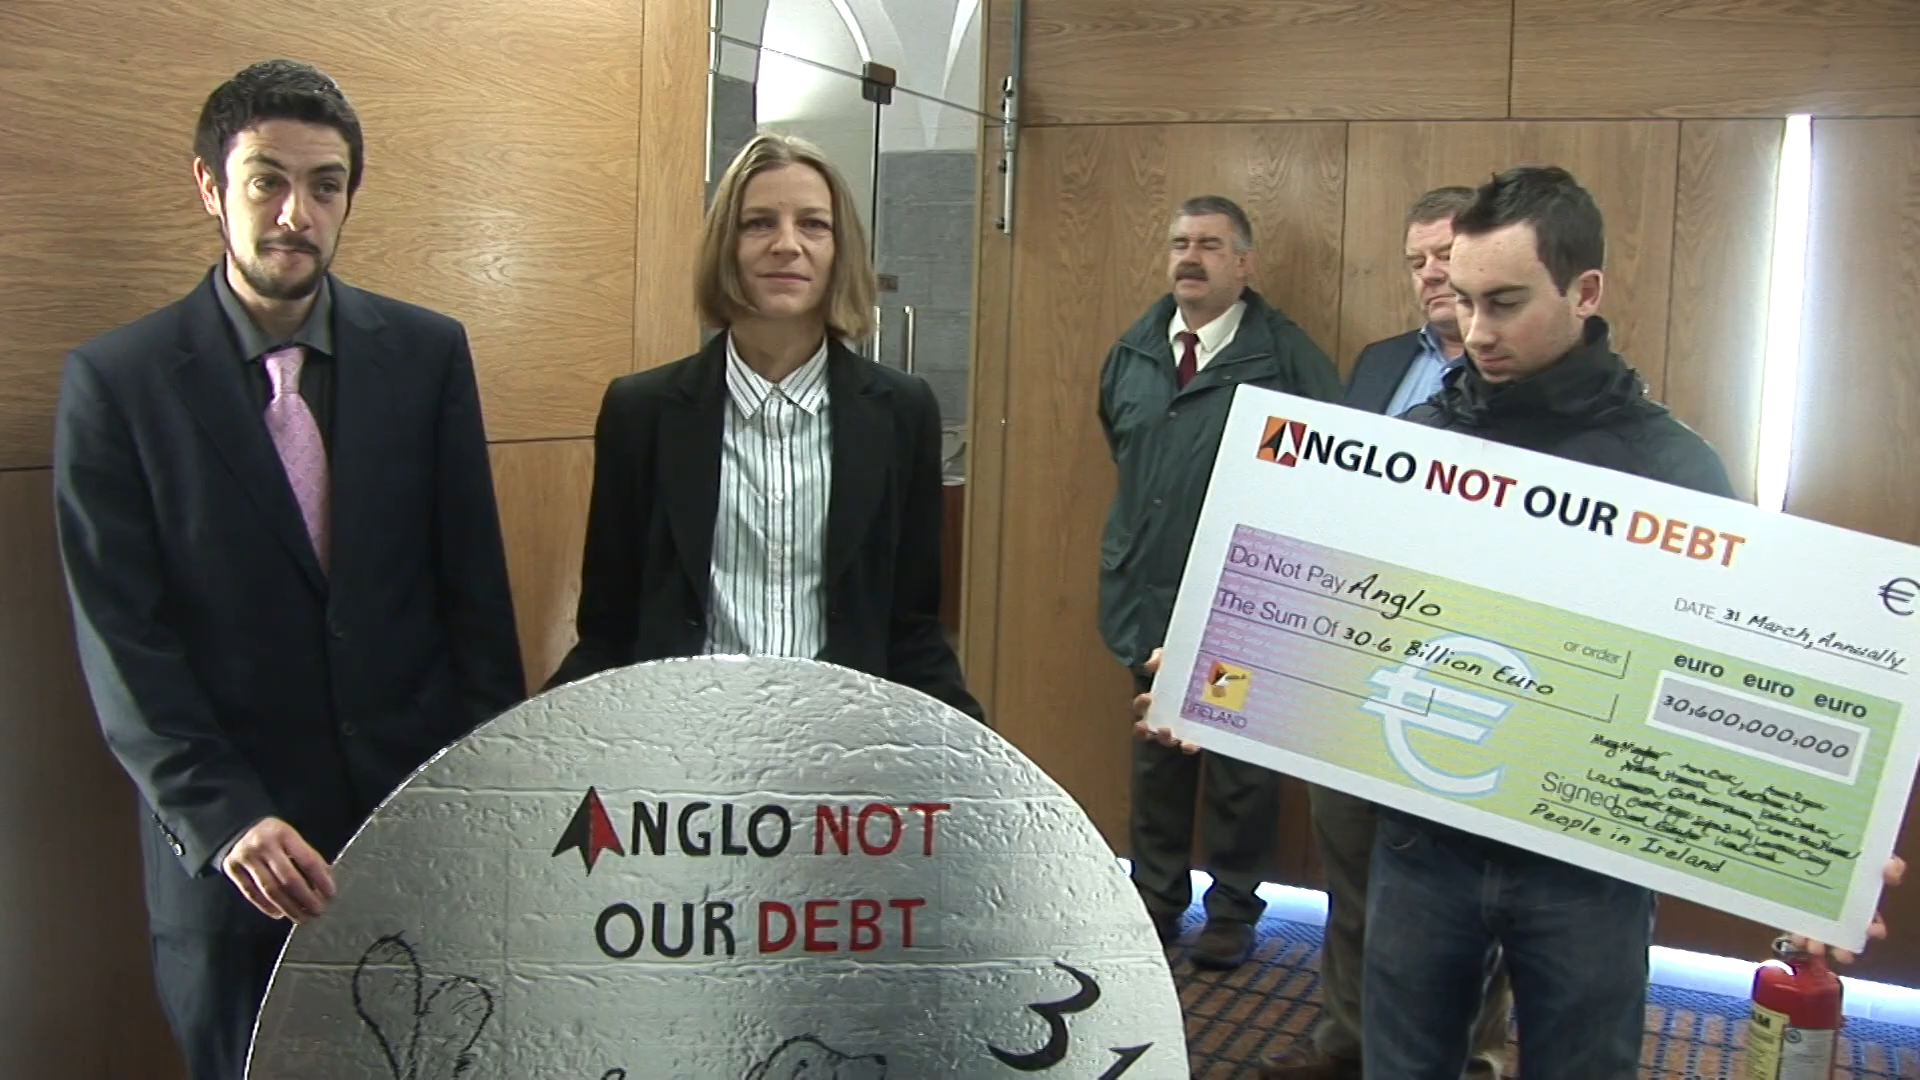 ANGLO NOT
OUR DEBT
31
ANGLO NOT OUR DEBT
€
DATE 31 March, Annually
Do Not Pay Anglo
or order
The Sum Of 30.6 Billion Euro
euro euro euro
30,600,000,000
€
IRELAND
Signed
People in Ireland